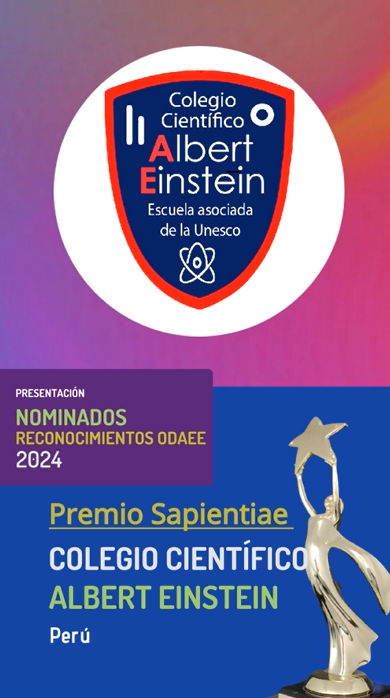 Colegio
Científico
Albert
Einstein
Escuela asociada
de la Unesco
PRESENTACIÓN
NOMINADOS
RECONOCIMIENTOS ODAEE
2024
Premio Sapientiae
COLEGIO CIENTÍFICO
ALBERT EINSTEIN
Perú